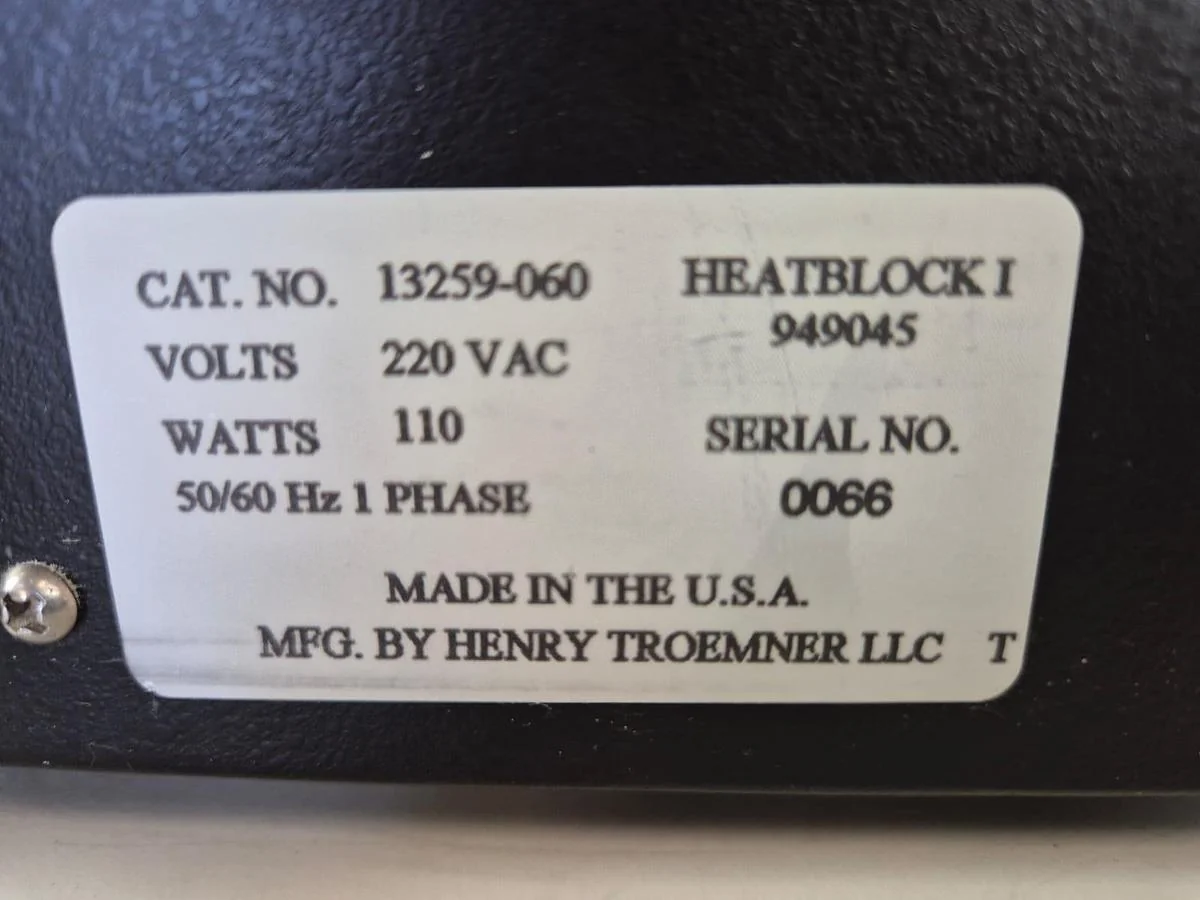 CAT. NO. 13259-060 HEATBLOCK I
949045
VOLTS 220 VAC
WATTS 110 SERIAL NO.
50/60 Hz 1 PHASE 0066
MADE IN THE U.S.A.
MFG. BY HENRY TROEMNER LLC T